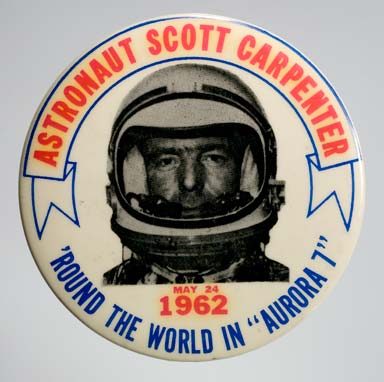 ASTRONAUT SCOTT CARPENTER
MAY 24
1962
'ROUND THE WORLD IN "AURORA 7"